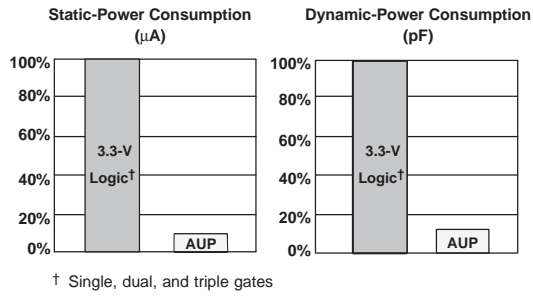 Static-Power Consumption
(μA)
100%
80%
60%
40%
20%
0%
3.3-V
Logic†
AUP
Dynamic-Power Consumption
(pF)
100%
80%
60%
40%
20%
0%
3.3-V
Logic†
AUP
† Single, dual, and triple gates